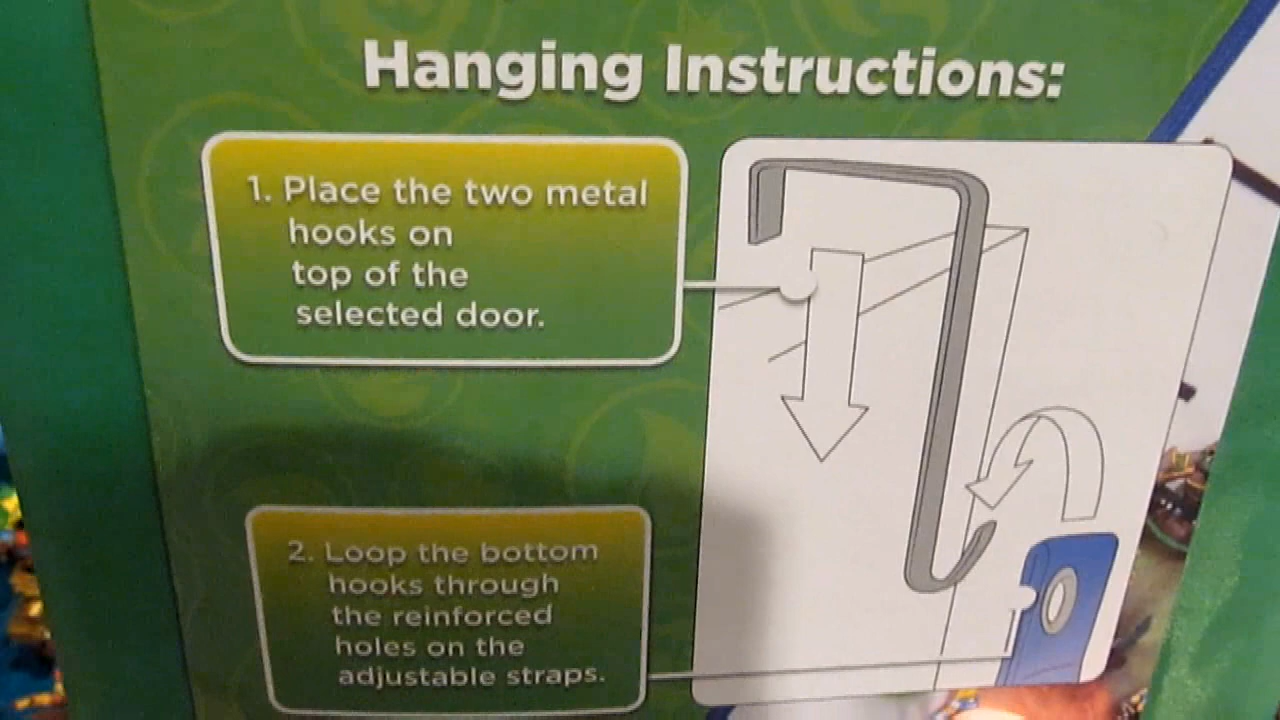 Hanging Instructions:
1. Place the two metal
hooks on
top of the
selected door.
2. Loop the bottom
hooks through
the reinforced
holes on the
adjustable straps.